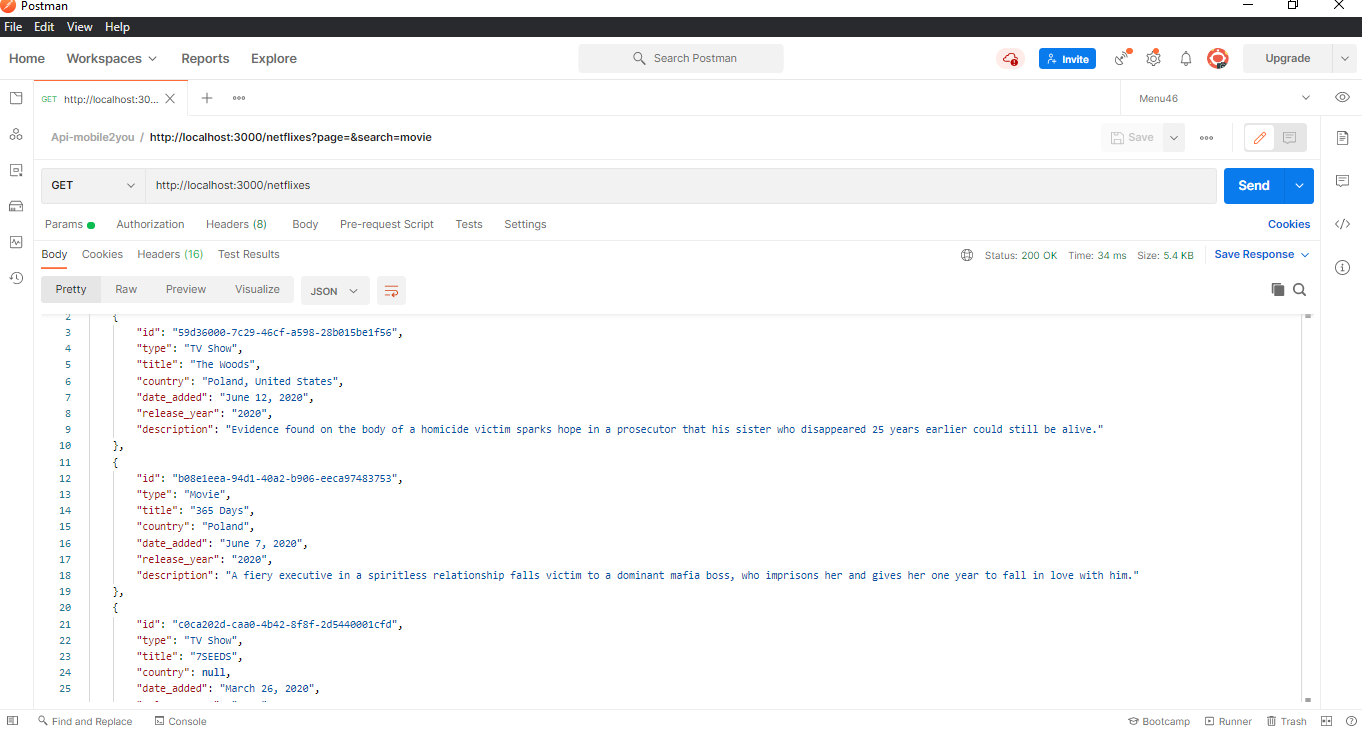 Postman
File Edit View Help
Home Workspaces Reports Explore Search Postman Invite Upgrade
GET http://localhost:30... Menu46
Api-mobile2you / http://localhost:3000/netflixes?page=&search=movie Save
GET http://localhost:3000/netflixes Send
Params Authorization Headers (8) Body Pre-request Script Tests Settings Cookies
Body Cookies Headers (16) Test Results Status: 200 OK Time: 34 ms Size: 5.4 KB Save Response
Pretty Raw Preview Visualize JSON
2 {
3 "id": "59d36000-7c29-46cf-a598-28b015be1f56",
4 "type": "TV Show",
5 "title": "The Woods",
6 "country": "Poland, United States",
7 "date_added": "June 12, 2020",
8 "release_year": "2020",
9 "description": "Evidence found on the body of a homicide victim sparks hope in a prosecutor that his sister who disappeared 25 years earlier could still be alive."
10 },
11 {
12 "id": "b08e1eea-94d1-40a2-b906-eeca97483753",
13 "type": "Movie",
14 "title": "365 Days",
15 "country": "Poland",
16 "date_added": "June 7, 2020",
17 "release_year": "2020",
18 "description": "A fiery executive in a spiritless relationship falls victim to a dominant mafia boss, who imprisons her and gives her one year to fall in love with him."
19 },
20 {
21 "id": "c0ca202d-caa0-4b42-8f8f-2d5440001cfd",
22 "type": "TV Show",
23 "title": "7SEEDS",
24 "country": null,
25 "date_added": "March 26, 2020",
Find and Replace Console Bootcamp Runner Trash